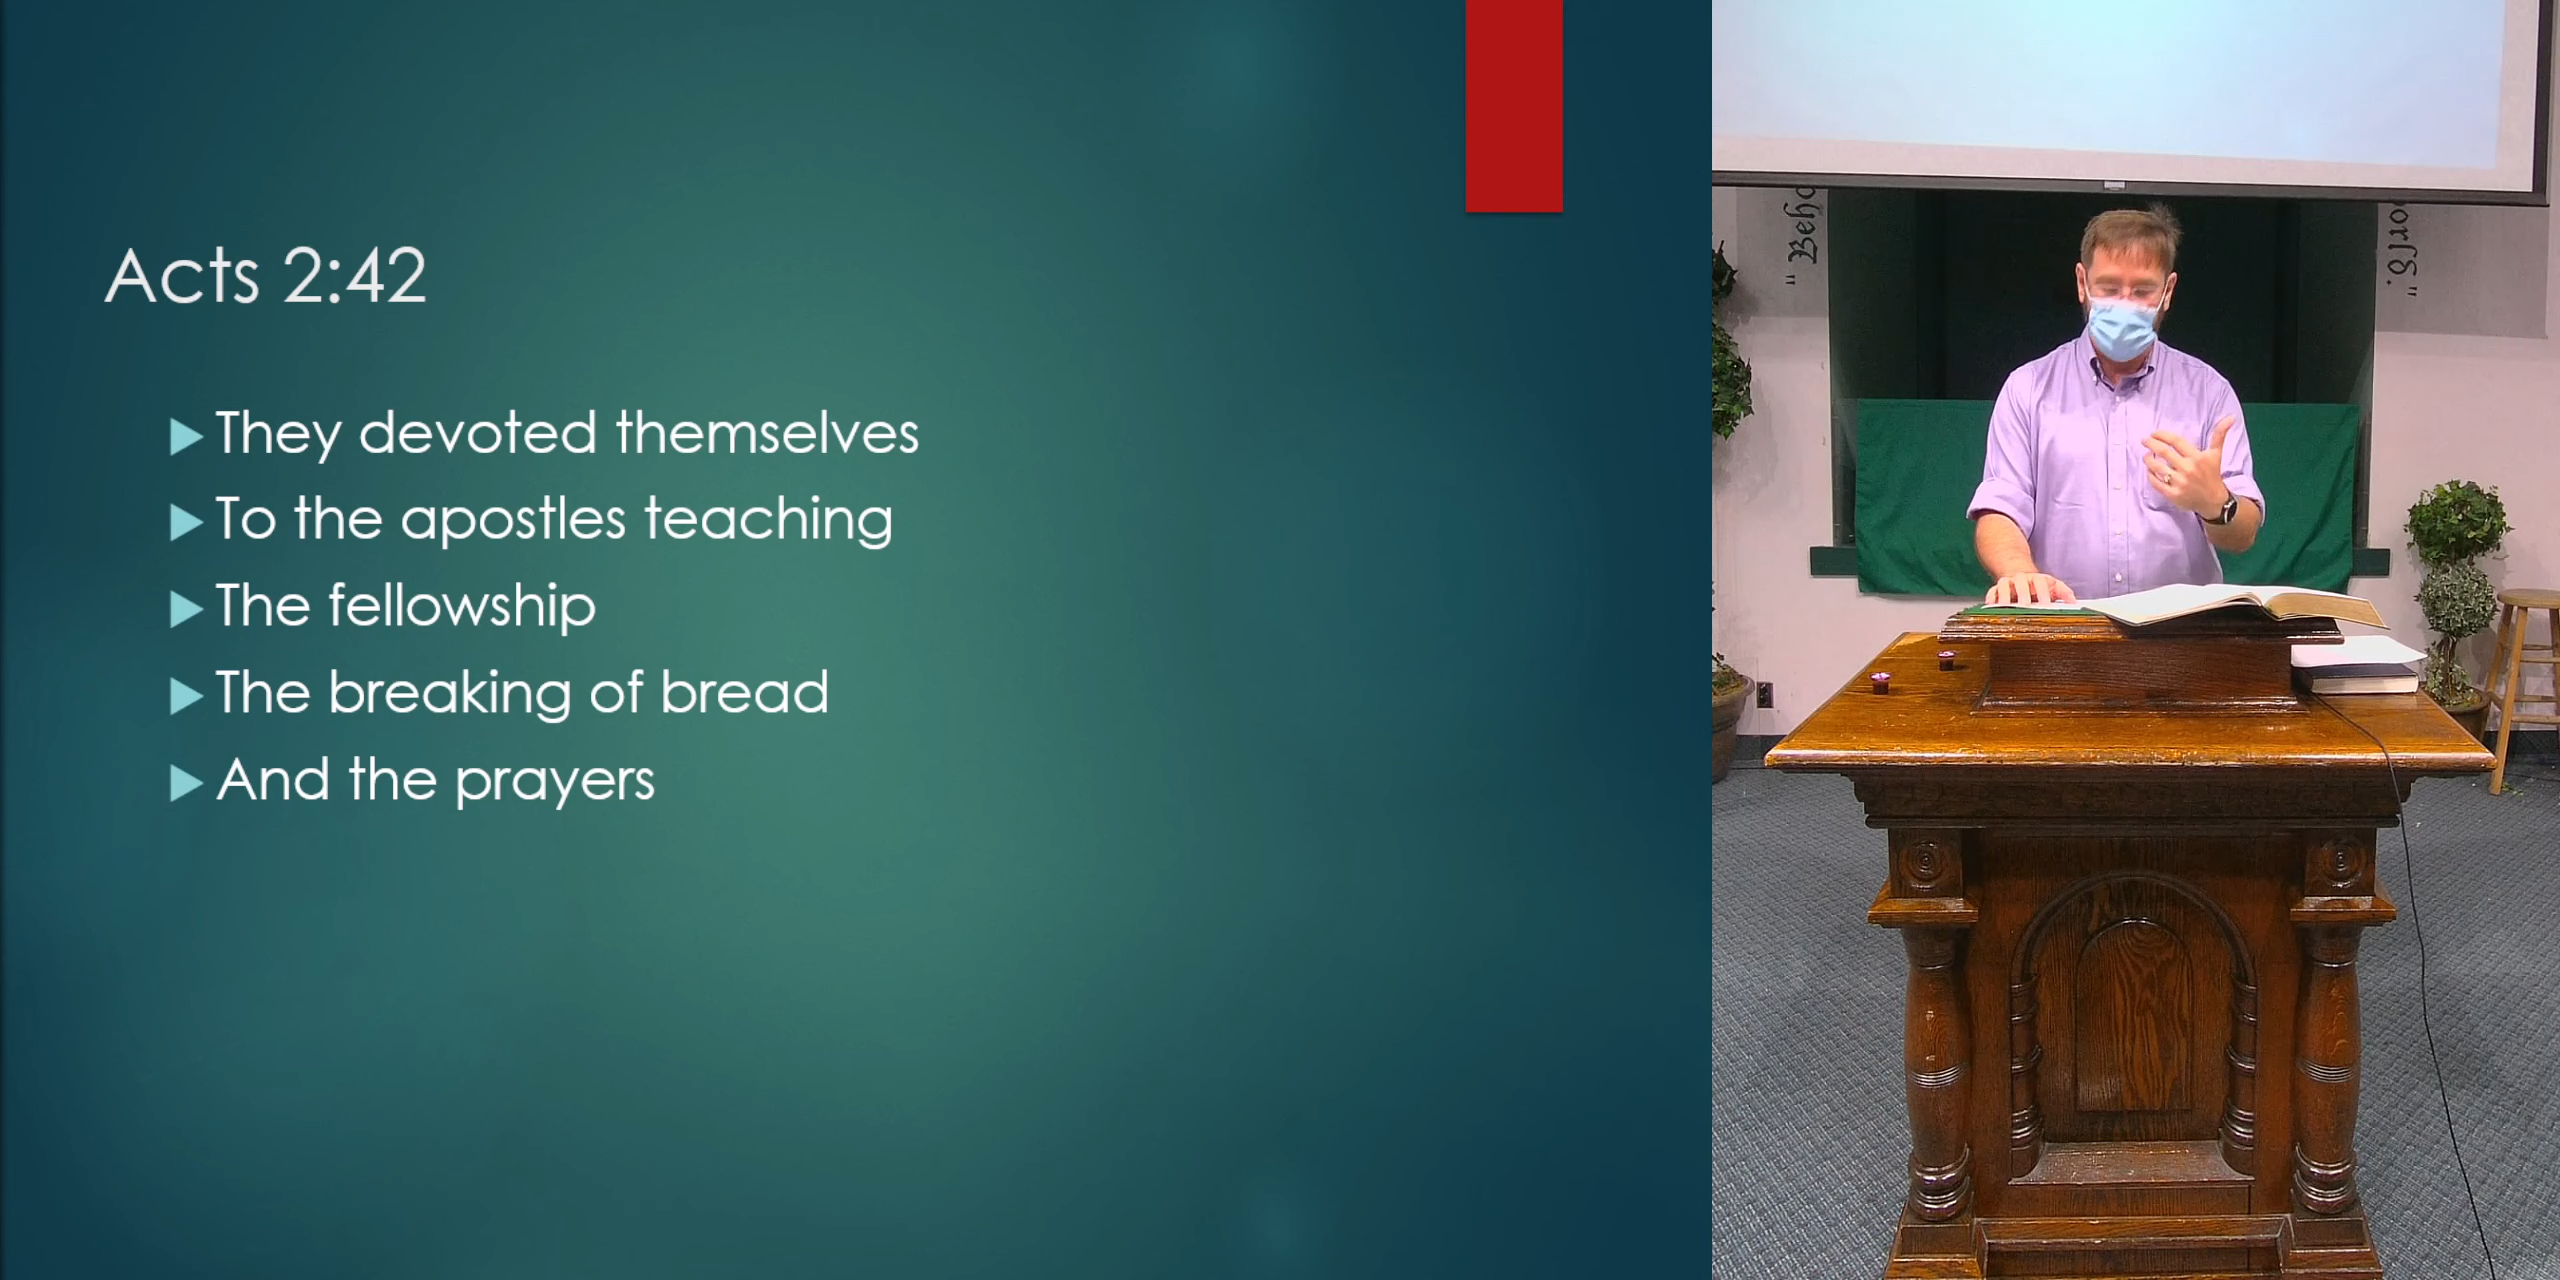 Acts 2:42
They devoted themselves
To the apostles teaching
The fellowship
The breaking of bread
And the prayers